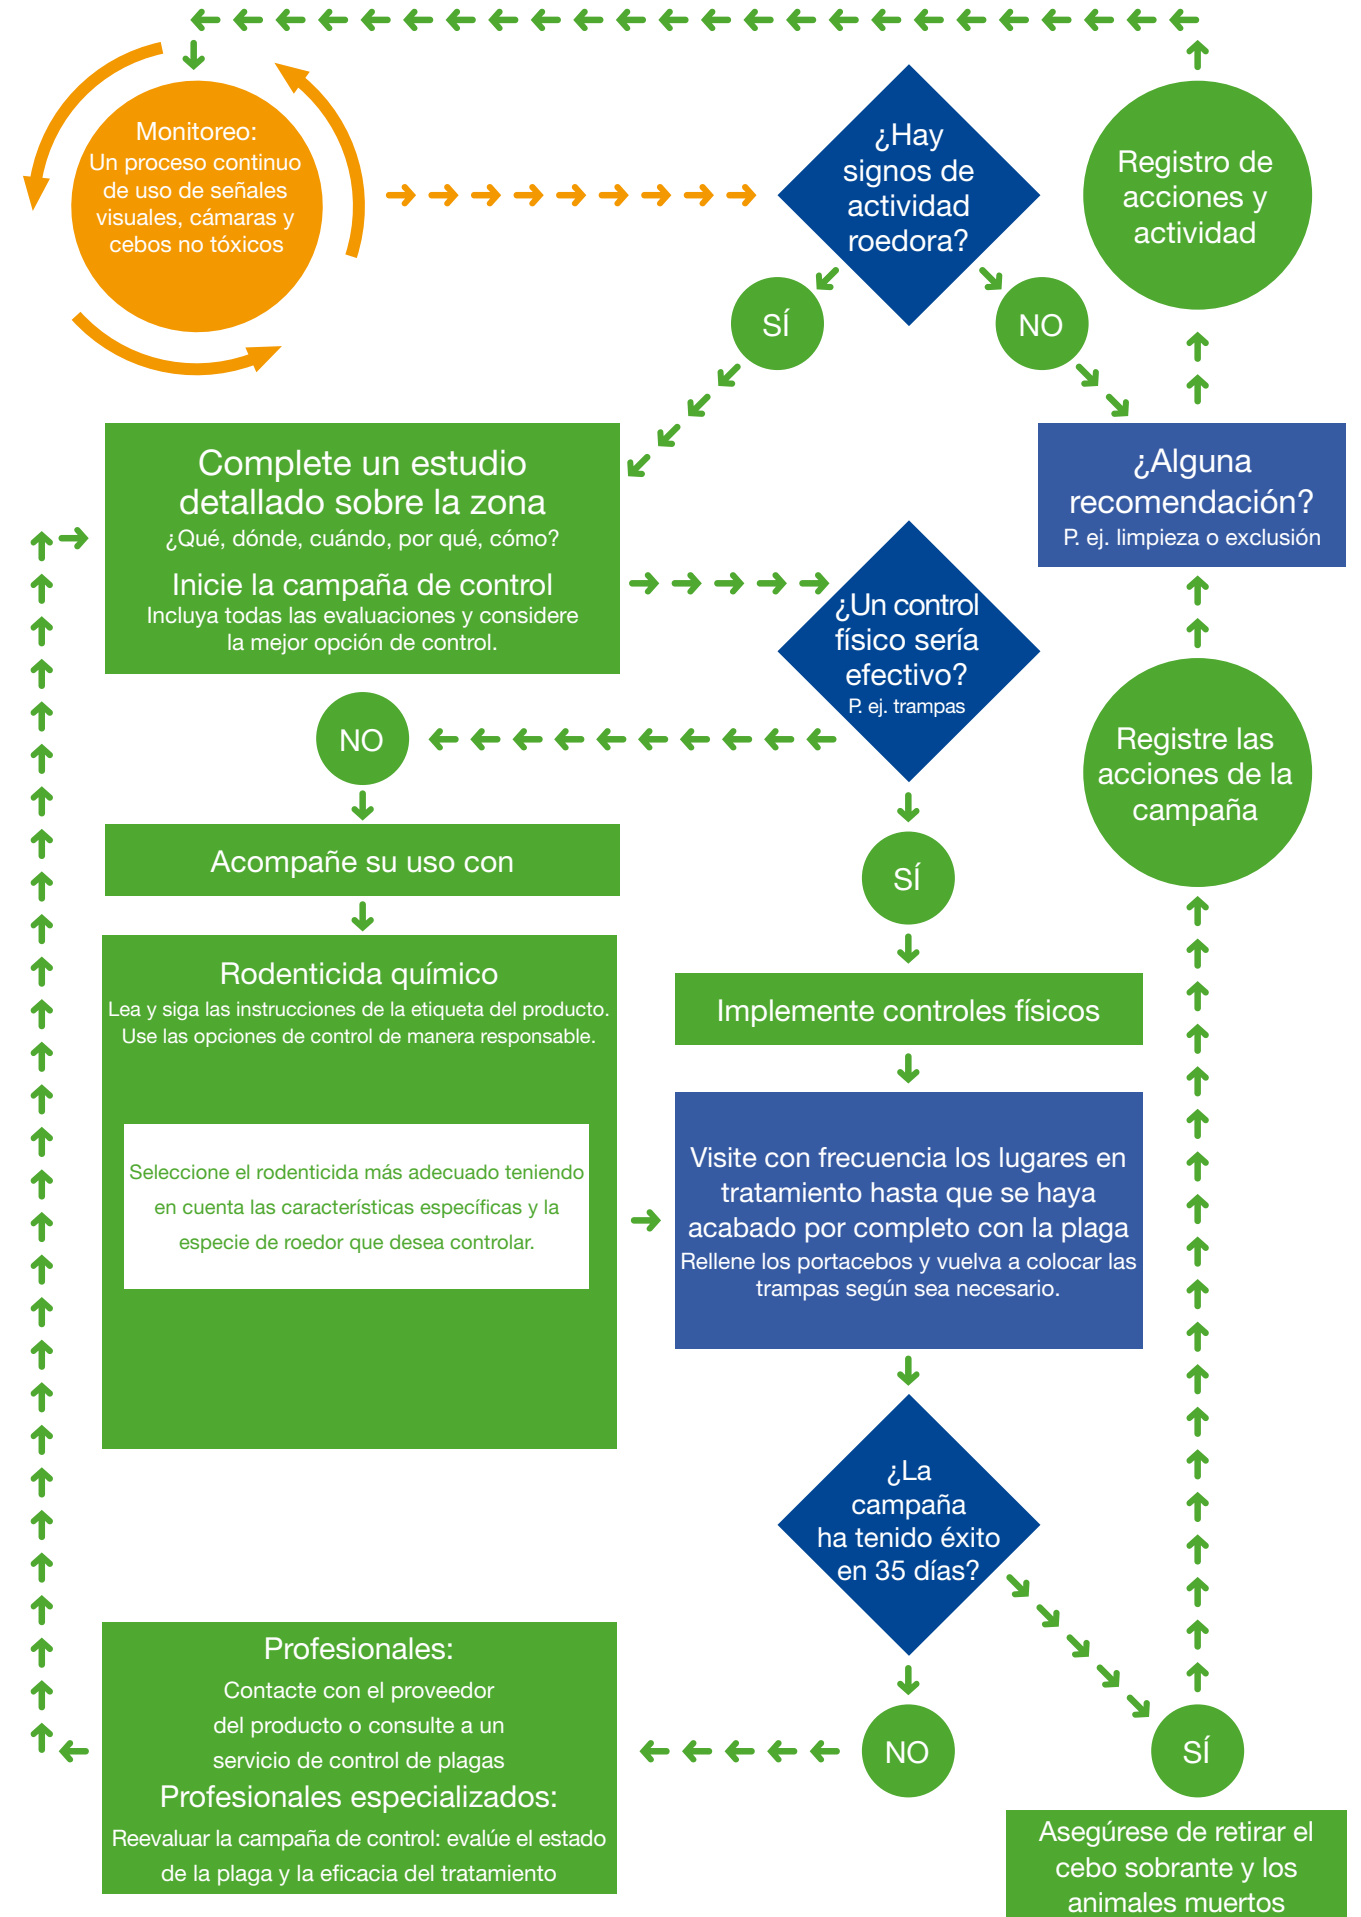 Monitoreo:
Un proceso continuo
de uso de señales
visuales, cámaras y
cebos no tóxicos
¿Hay
signos de
actividad
roedora?
Registro de
acciones y
actividad
SÍ
NO
Complete un estudio
detallado sobre la zona
¿Qué, dónde, cuándo, por qué, cómo?
Inicie la campaña de control
Incluya todas las evaluaciones y considere
la mejor opción de control.
¿Alguna
recomendación?
P. ej. limpieza o exclusión
¿Un control
físico sería
efectivo?
P. ej. trampas
NO
Registre las
acciones de la
campaña
Acompañe su uso con
SÍ
Rodenticida químico
Lea y siga las instrucciones de la etiqueta del producto.
Use las opciones de control de manera responsable.
Seleccione el rodenticida más adecuado teniendo
en cuenta las características específicas y la
especie de roedor que desea controlar.
Implemente controles físicos
Visite con frecuencia los lugares en
tratamiento hasta que se haya
acabado por completo con la plaga
Rellene los portacebos y vuelva a colocar las
trampas según sea necesario.
¿La
campaña
ha tenido éxito
en 35 días?
Profesionales:
Contacte con el proveedor
del producto o consulte a un
servicio de control de plagas
Profesionales especializados:
Reevaluar la campaña de control: evalúe el estado
de la plaga y la eficacia del tratamiento
NO
SÍ
Asegúrese de retirar el
cebo sobrante y los
animales muertos